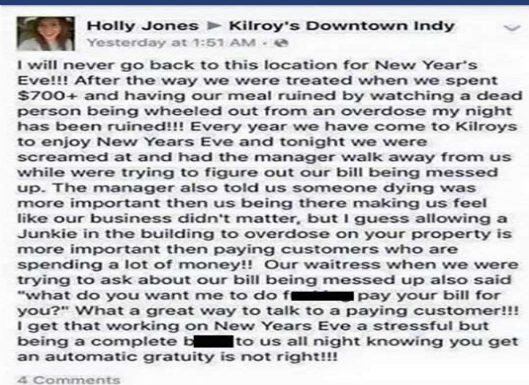 Holly Jones ▶ Kilroy's Downtown Indy
Yesterday at 1:51 AM ·
I will never go back to this location for New Year's
Eve!!! After the way we were treated when we spent
$700+ and having our meal ruined by watching a dead
person being wheeled out from an overdose my night
has been ruined!!! Every year we have come to Kilroys
to enjoy New Years Eve and tonight we were
screamed at and had the manager walk away from us
while were trying to figure out our bill being messed
up. The manager also told us someone dying was
more important then us being there making us feel
like our business didn't matter, but I guess allowing a
Junkie in the building to overdose on your property is
more important then paying customers who are
spending a lot of money!! Our waitress when we were
trying to ask about our bill being messed up also said
"what do you want me to do f pay your bill for
you?" What a great way to talk to a paying customer!!!
I get that working on New Years Eve a stressful but
being a complete b to us all night knowing you get
an automatic gratuity is not right!!!
4 Comments